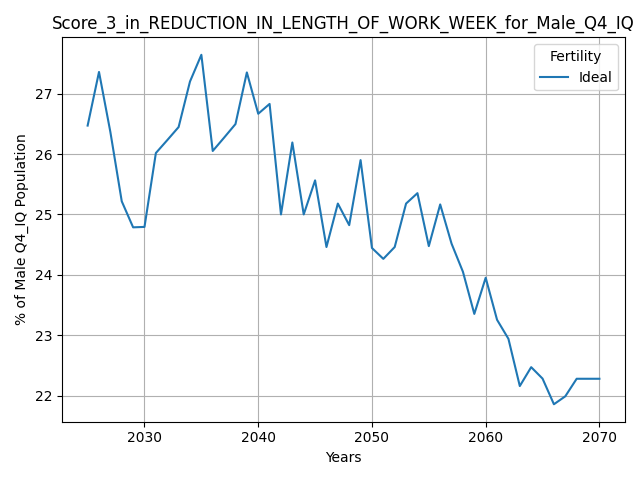 Score_3_in_REDUCTION_IN_LENGTH_OF_WORK_WEEK_for_Male_Q4_IQ
Fertility
Ideal
% of Male Q4_IQ Population
27
26
25
24
23
22
2030
2040
2050
2060
2070
Years